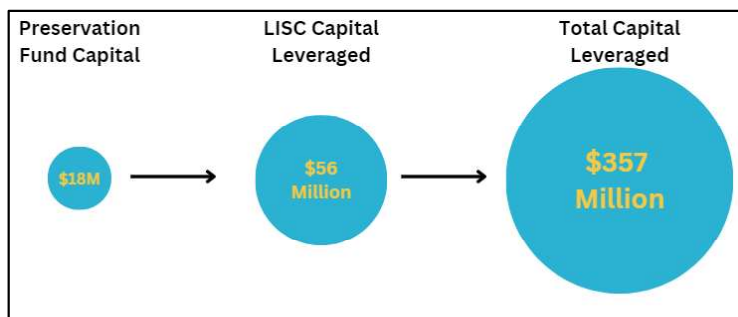 Preservation
Fund Capital
LISC Capital
Leveraged
Total Capital
Leveraged
$18M
$56
Million
$357
Million